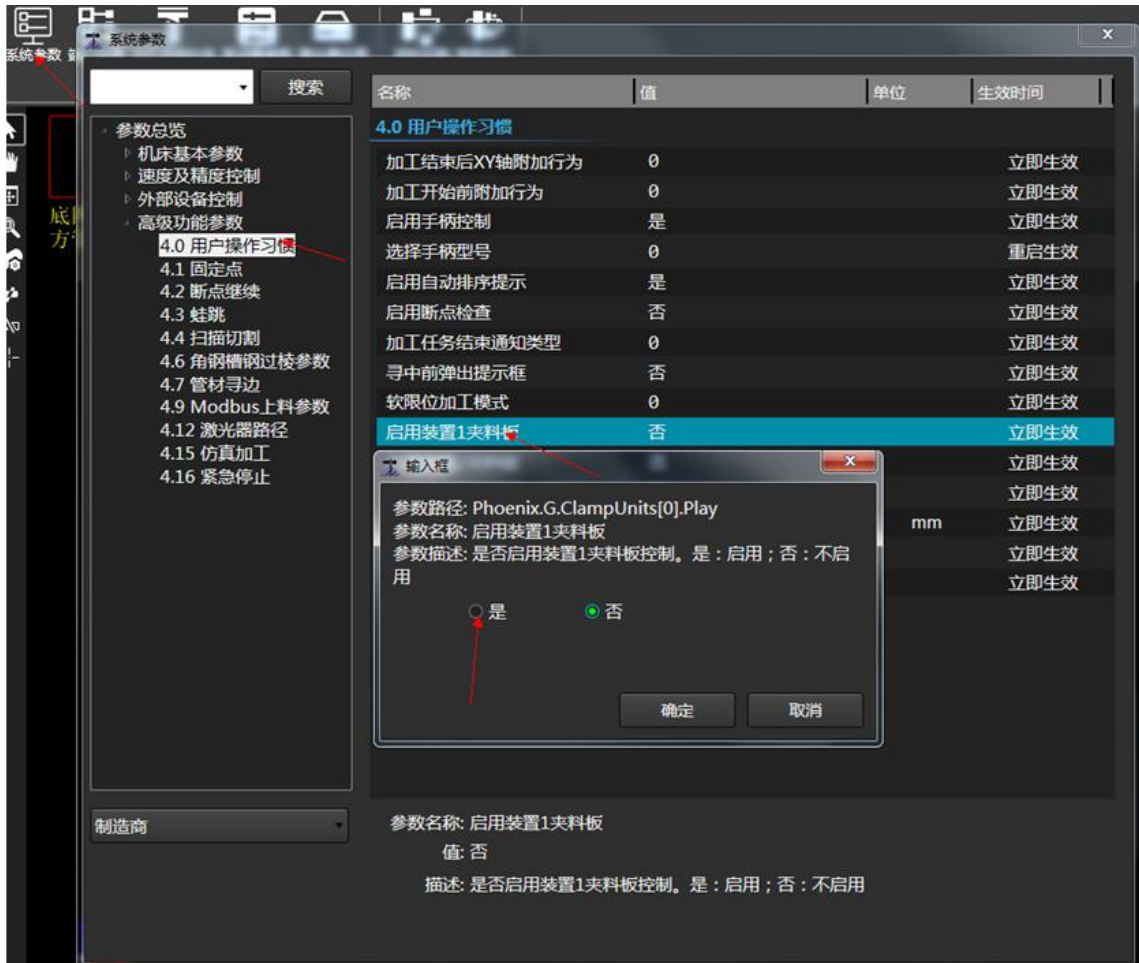 系统参数
系统参数
搜索
名称 值 单位 生效时间
参数总览
机床基本参数
速度及精度控制
外部设备控制
高级功能参数
4.0 用户操作习惯
4.1 固定点
4.2 断点继续
4.3 蛙跳
4.4 扫描切割
4.6 角钢槽钢过棱参数
4.7 管材寻边
4.9 Modbus上料参数
4.12 激光器路径
4.15 仿真加工
4.16 紧急停止
制造商
4.0 用户操作习惯
加工结束后XY轴附加行为 0 立即生效
加工开始前附加行为 0 立即生效
启用手柄控制 是 立即生效
选择手柄型号 0 重启生效
启用自动排序提示 是 立即生效
启用断点检查 否 立即生效
加工任务结束通知类型 0 立即生效
寻中前弹出提示框 否 立即生效
软限位加工模式 0 立即生效
启用装置1夹料板 否 立即生效
立即生效
立即生效
mm 立即生效
立即生效
立即生效
输入框
参数路径: Phoenix.G.ClampUnits[0].Play
参数名称: 启用装置1夹料板
参数描述: 是否启用装置1夹料板控制。是：启用；否：不启
用
是 否
确定 取消
参数名称: 启用装置1夹料板
值: 否
描述: 是否启用装置1夹料板控制。是：启用；否：不启用